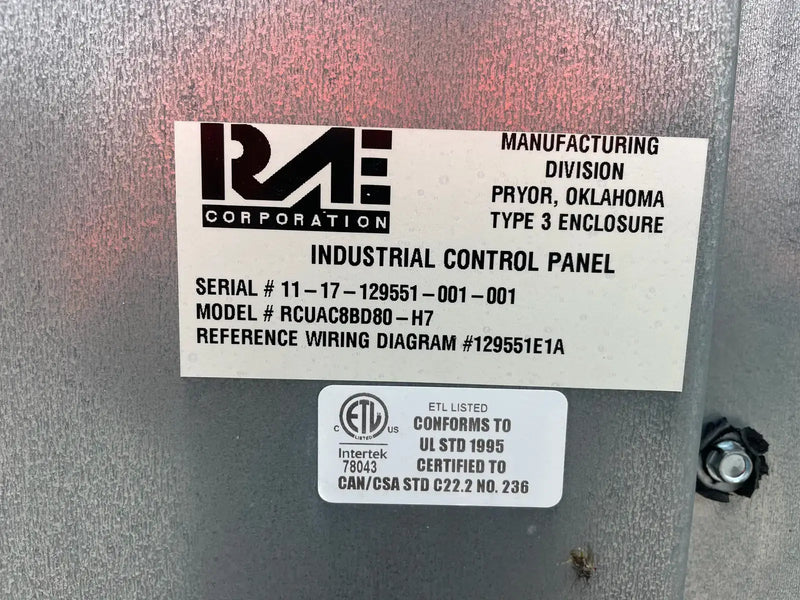 RAE
CORPORATION
MANUFACTURING
DIVISION
PRYOR, OKLAHOMA
TYPE 3 ENCLOSURE
INDUSTRIAL CONTROL PANEL
SERIAL # 11-17-129551-001-001
MODEL # RCUAC8BD80-H7
REFERENCE WIRING DIAGRAM #129551E1A
ETL
LISTED
C US
Intertek
78043
ETL LISTED
CONFORMS TO
UL STD 1995
CERTIFIED TO
CAN/CSA STD C22.2 NO. 236